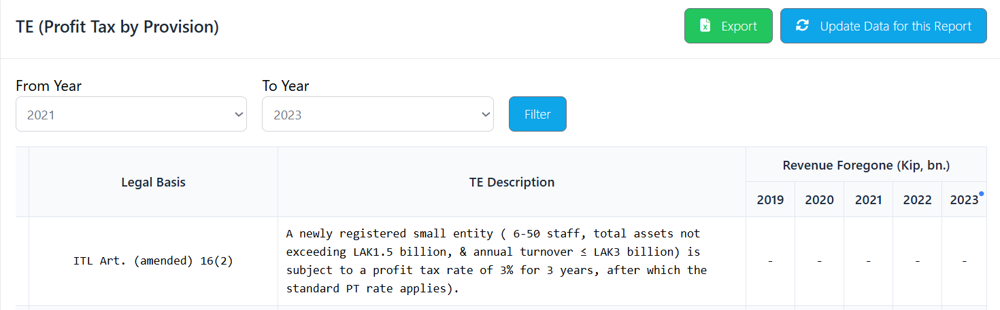 TE (Profit Tax by Provision)
Export
Update Data for this Report
From Year
To Year
2021
2023
Filter
Legal Basis
TE Description
Revenue Foregone (Kip, bn.)
2019
2020
2021
2022
2023
ITL Art. (amended) 16(2)
A newly registered small entity ( 6-50 staff, total assets not
exceeding LAK1.5 billion, & annual turnover ≤ LAK3 billion) is
subject to a profit tax rate of 3% for 3 years, after which the
standard PT rate applies).
-
-
-
-
-